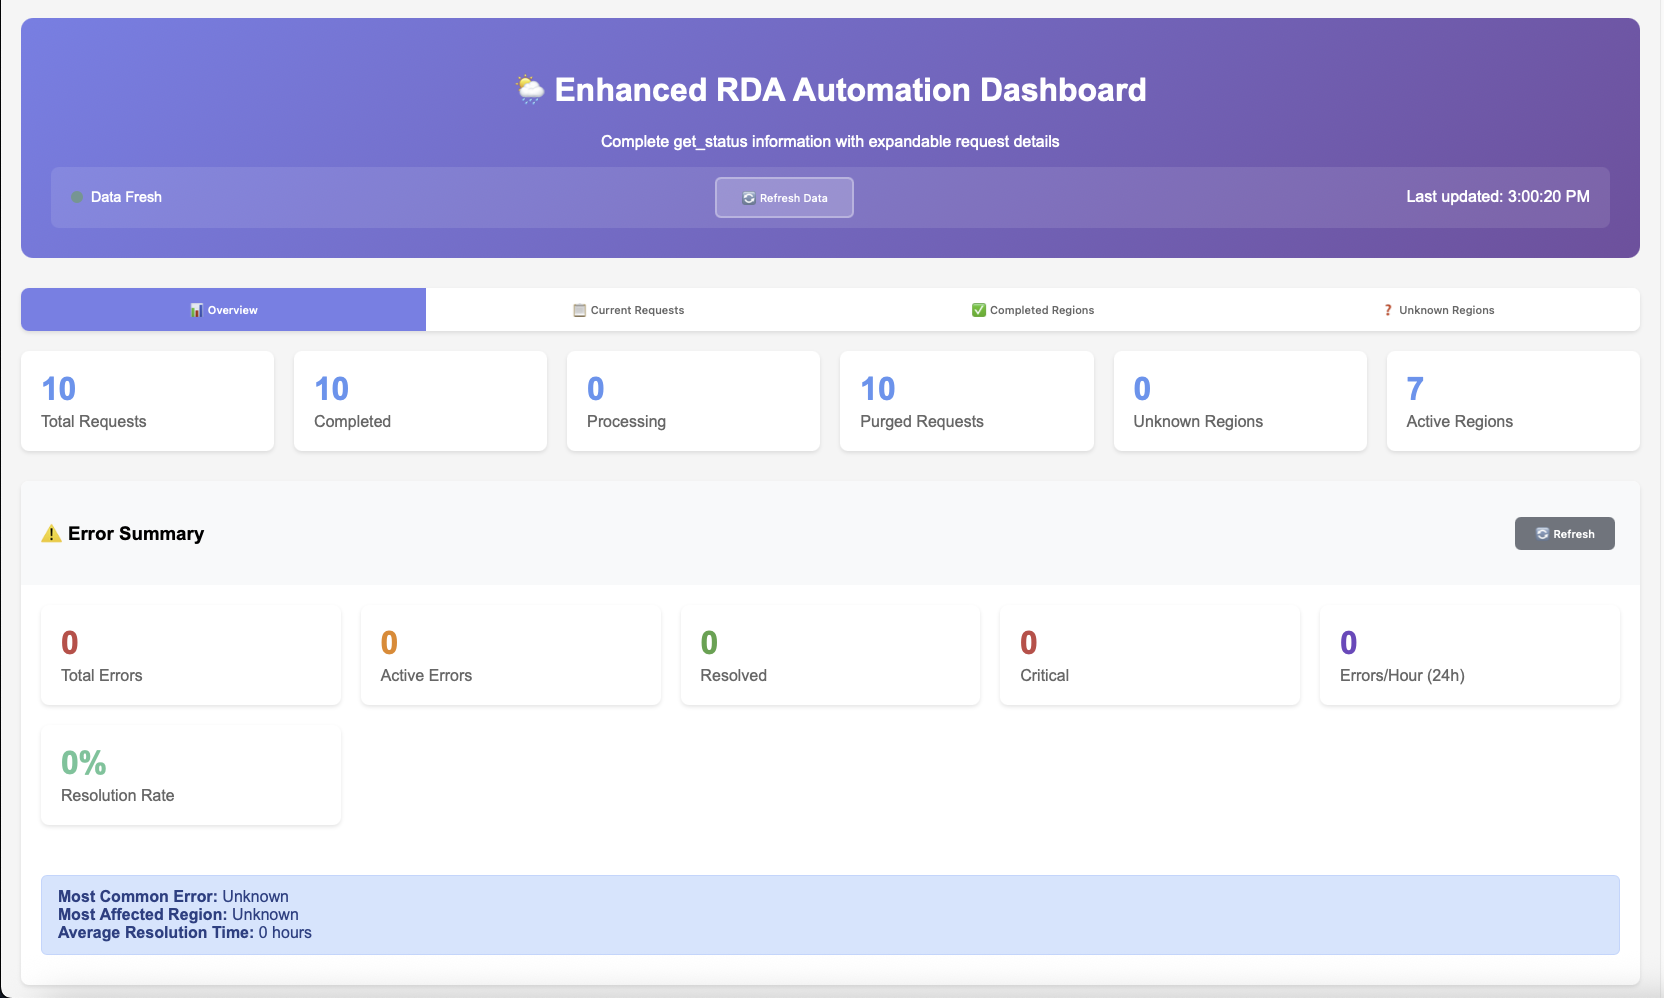 Enhanced RDA Automation Dashboard
Complete get_status information with expandable request details
Data Fresh
Refresh Data
Last updated: 3:00:20 PM
Overview
Current Requests
Completed Regions
Unknown Regions
10
Total Requests
10
Completed
0
Processing
10
Purged Requests
0
Unknown Regions
7
Active Regions
Error Summary
Refresh
0
Total Errors
0
Active Errors
0
Resolved
0
Critical
0
Errors/Hour (24h)
0%
Resolution Rate
Most Common Error: Unknown
Most Affected Region: Unknown
Average Resolution Time: 0 hours